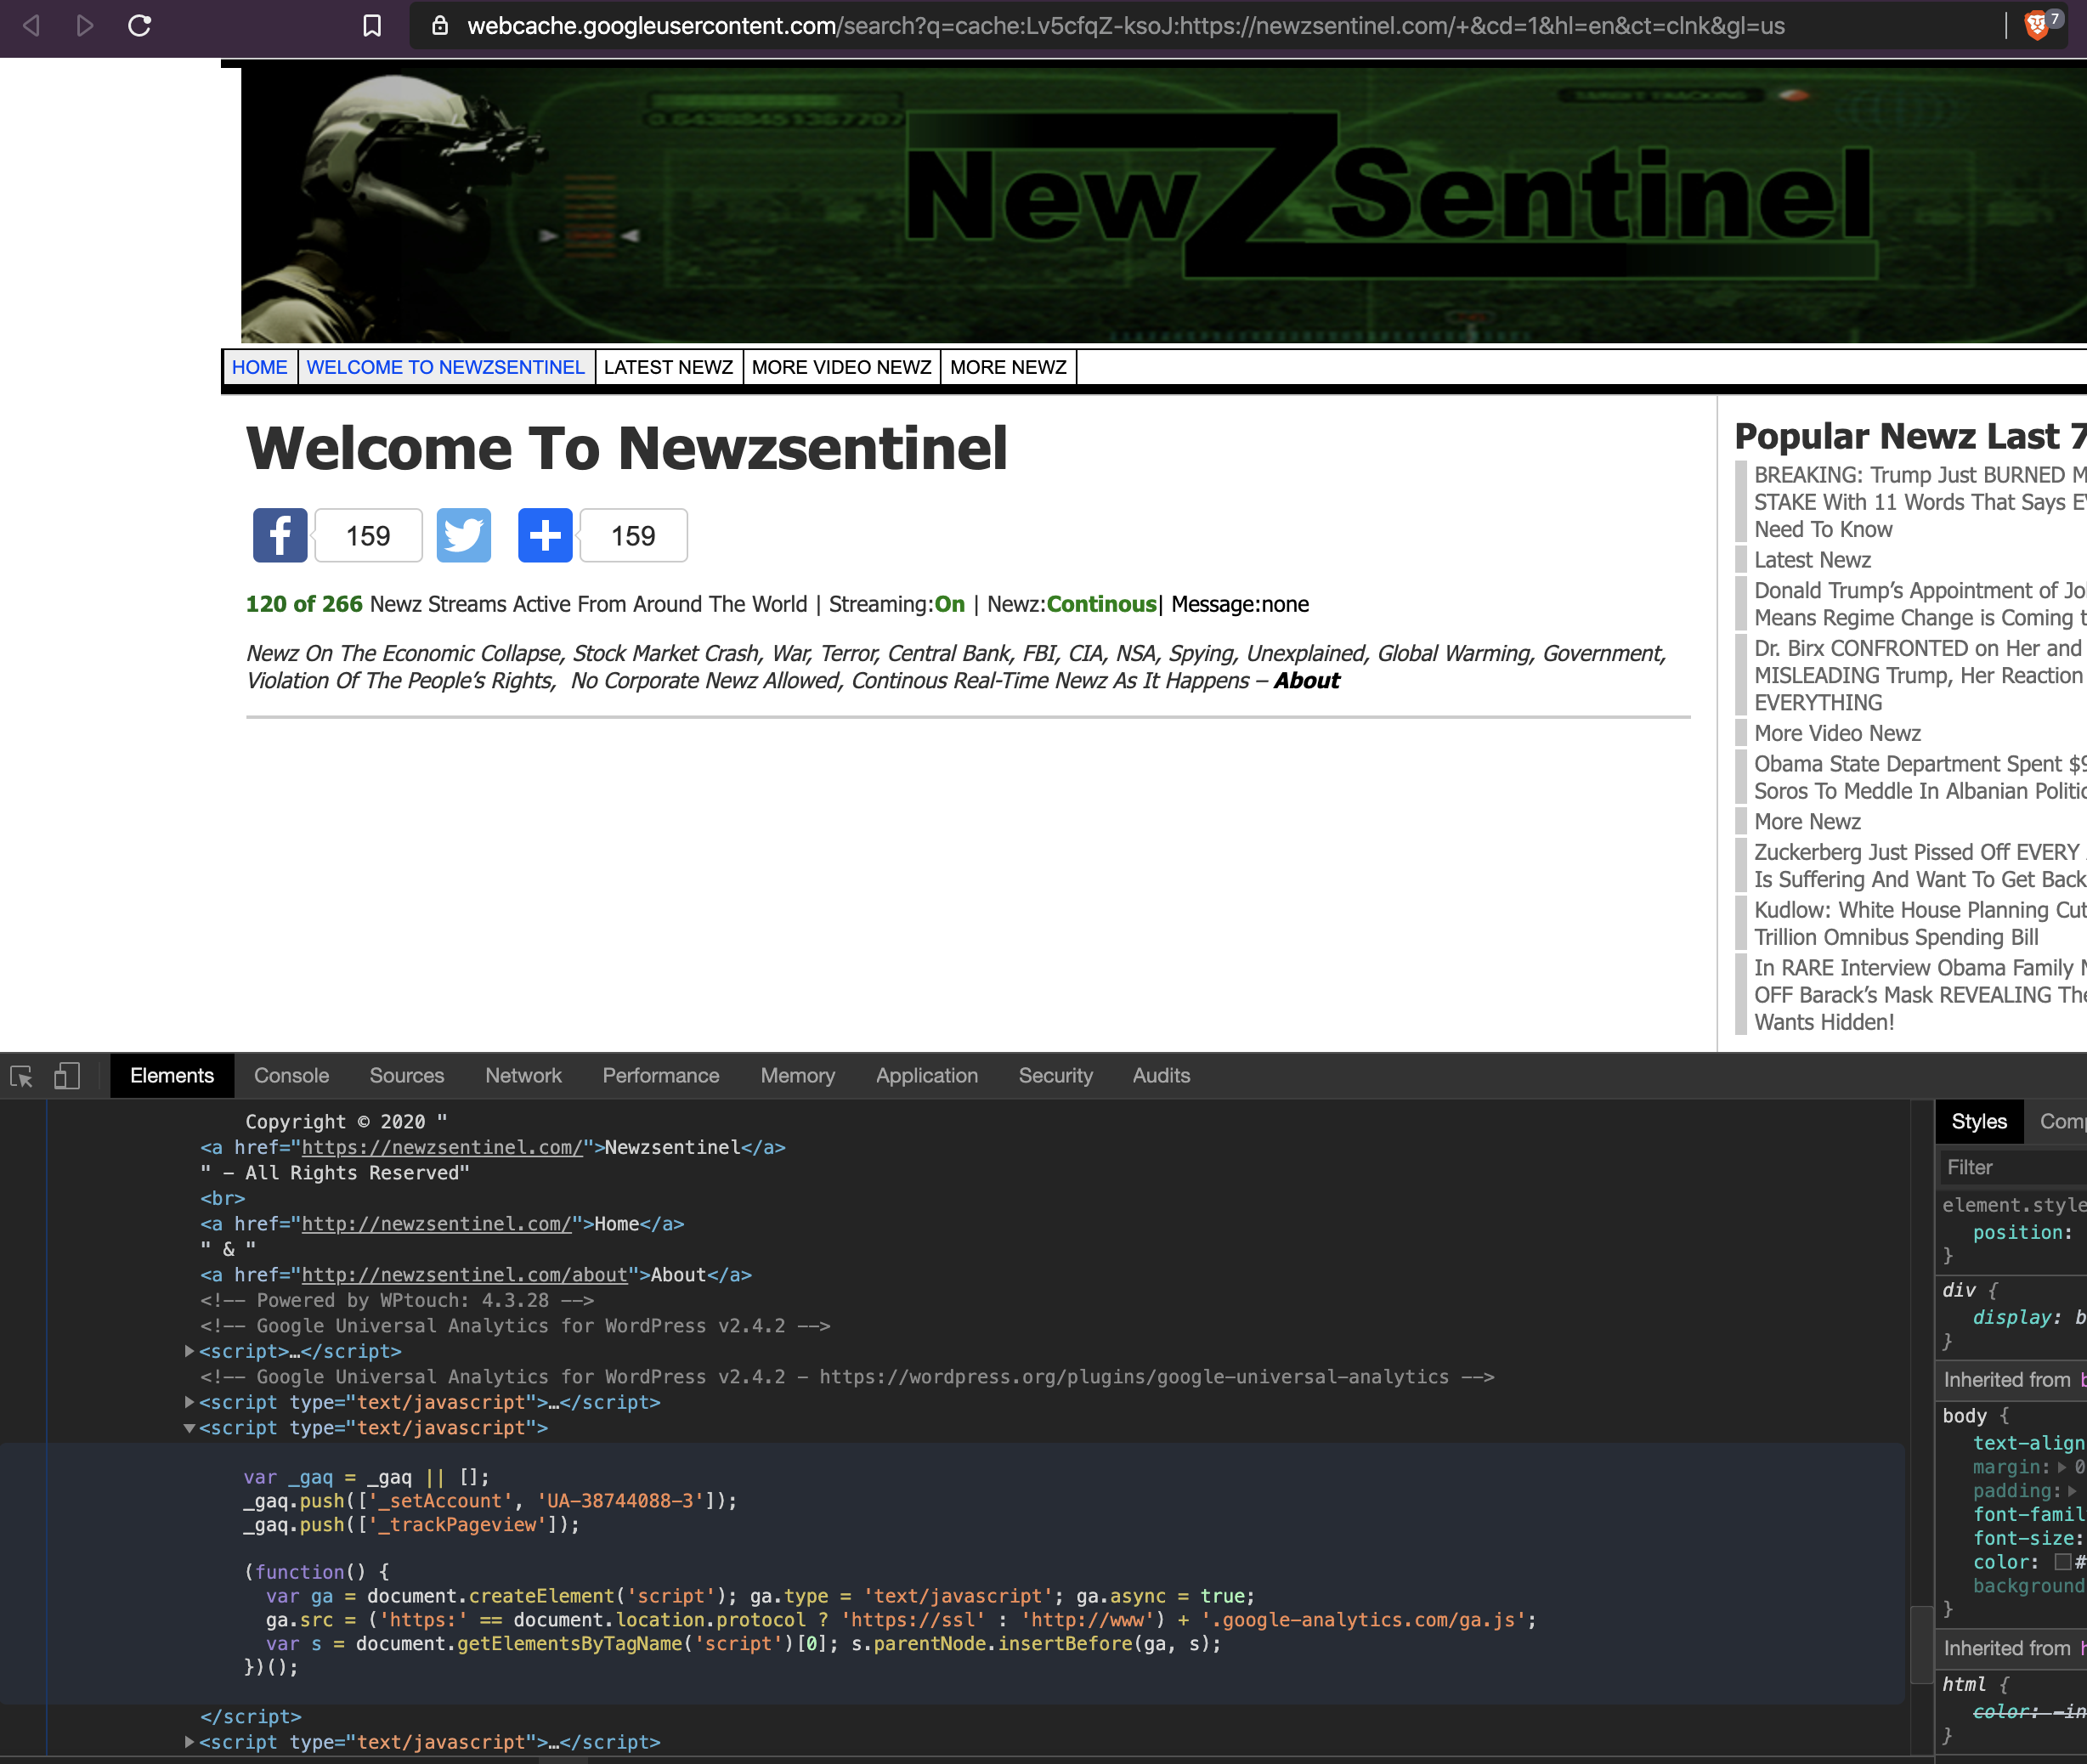 webcache.googleusercontent.com/search?q=cache:Lv5cfqZ-ksoJ:https://newzsentinel.com/+&cd=1&hl=en&ct=clnk&gl=us
7
NewZSentinel
HOME
WELCOME TO NEWZSENTINEL
LATEST NEWZ
MORE VIDEO NEWZ
MORE NEWZ
Welcome To Newzsentinel
159
159
120 of 266 Newz Streams Active From Around The World | Streaming:On | Newz:Continous| Message:none
Newz On The Economic Collapse, Stock Market Crash, War, Terror, Central Bank, FBI, CIA, NSA, Spying, Unexplained, Global Warming, Government,
Violation Of The People's Rights,  No Corporate Newz Allowed, Continous Real-Time Newz As It Happens – About
Popular Newz Last 7
BREAKING: Trump Just BURNED
STAKE With 11 Words That Says
Need To Know
Latest Newz
Donald Trump's Appointment of
Means Regime Change is Coming
Dr. Birx CONFRONTED on Her and
MISLEADING Trump, Her Reaction
EVERYTHING
More Video Newz
Obama State Department Spent
Soros To Meddle In Albanian
More Newz
Zuckerberg Just Pissed Off EVERY
Is Suffering And Want To Get Back
Kudlow: White House Planning
Trillion Omnibus Spending Bill
In RARE Interview Obama Family
OFF Barack's Mask REVEALING
Wants Hidden!
Elements
Console
Sources
Network
Performance
Memory
Application
Security
Audits
Copyright © 2020 "
<a href="https://newzsentinel.com/">Newzsentinel</a>
" – All Rights Reserved"
<br>
<a href="http://newzsentinel.com/">Home</a>
" & "
<a href="http://newzsentinel.com/about">About</a>
<!-- Powered by WPtouch: 4.3.28 -->
<!-- Google Universal Analytics for WordPress v2.4.2 -->
<script>…</script>
<!-- Google Universal Analytics for WordPress v2.4.2 - https://wordpress.org/plugins/google-universal-analytics -->
<script type="text/javascript">…</script>
<script type="text/javascript">
var _gaq = _gaq || [];
_gaq.push(['_setAccount', 'UA-38744088-3']);
_gaq.push(['_trackPageview']);
(function() {
var ga = document.createElement('script'); ga.type = 'text/javascript'; ga.async = true;
ga.src = ('https:' == document.location.protocol ? 'https://ssl' : 'http://www') + '.google-analytics.com/ga.js';
var s = document.getElementsByTagName('script')[0]; s.parentNode.insertBefore(ga, s);
})();
</script>
<script type="text/javascript">…</script>
Styles
Filter
element.style
position:
}
div {
display:
}
Inherited from
body {
text-align
margin: 0
padding:
font-famil
font-size:
color: #
background
}
Inherited from
html {
color: -in
}